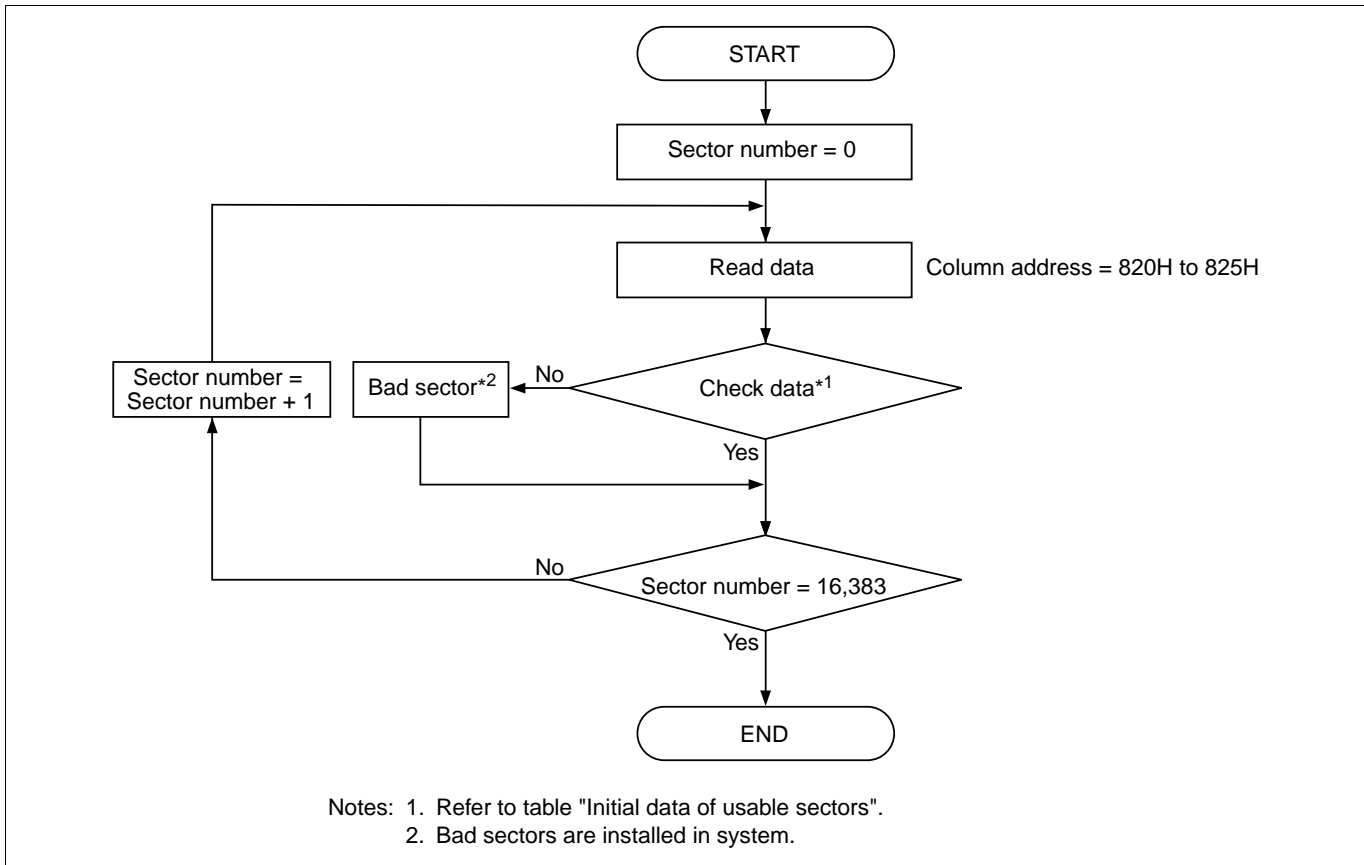 START
Sector number = 0
Read data
Column address = 820H to 825H
Sector number =
Sector number + 1
Bad sector*2
No
Check data*1
Yes
No
Sector number = 16,383
Yes
END
Notes: 1. Refer to table "Initial data of usable sectors".
2. Bad sectors are installed in system.